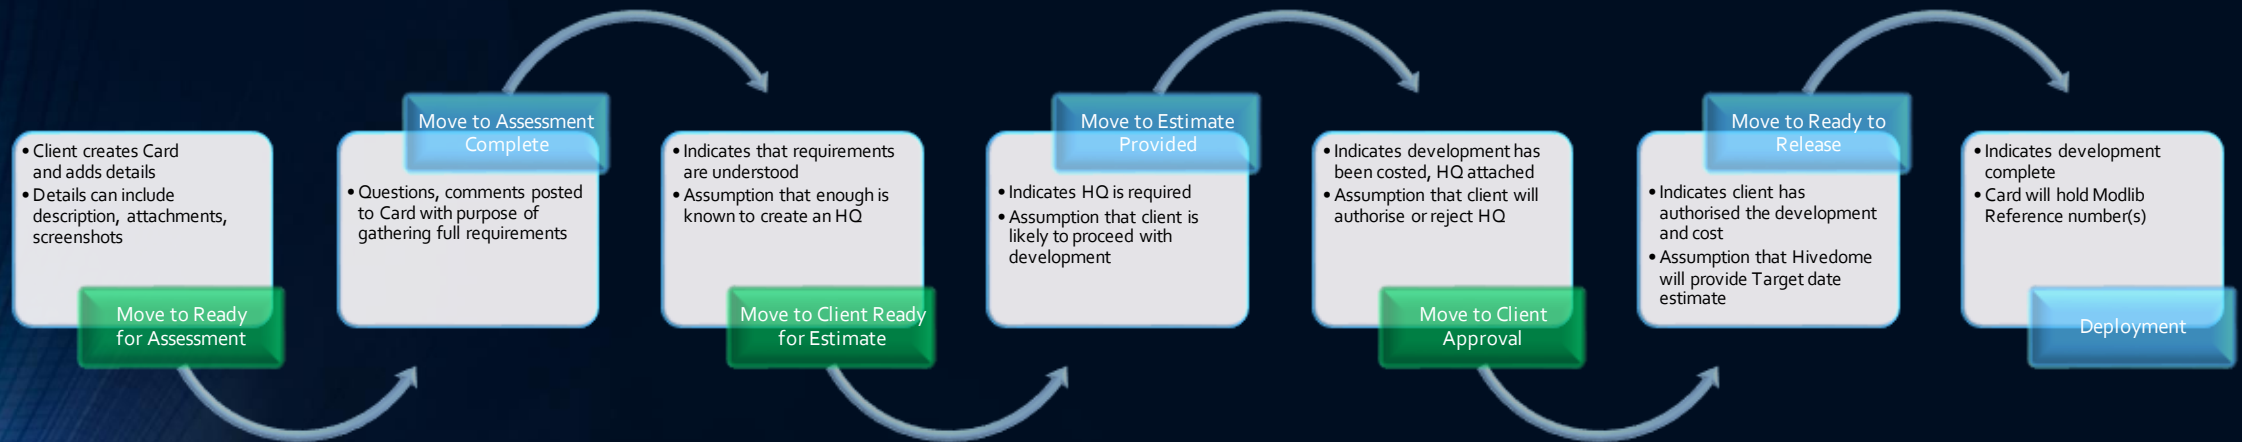 • Client creates Card
and adds details
• Details can include
description, attachments,
screenshots
Move to Ready
for Assessment
Move to Assessment
Complete
• Questions, comments posted
to Card with purpose of
gathering full requirements
• Indicates that requirements
are understood
• Assumption that enough is
known to create an HQ
Move to Client Ready
for Estimate
Move to Estimate
Provided
• Indicates HQ is required
• Assumption that client is
likely to proceed with
development
• Indicates development has
been costed, HQ attached
• Assumption that client will
authorise or reject HQ
Move to Client
Approval
Move to Ready to
Release
• Indicates client has
authorised the development
and cost
• Assumption that Hivedome
will provide Target date
estimate
• Indicates development
complete
• Card will hold Modlib
Reference number(s)
Deployment